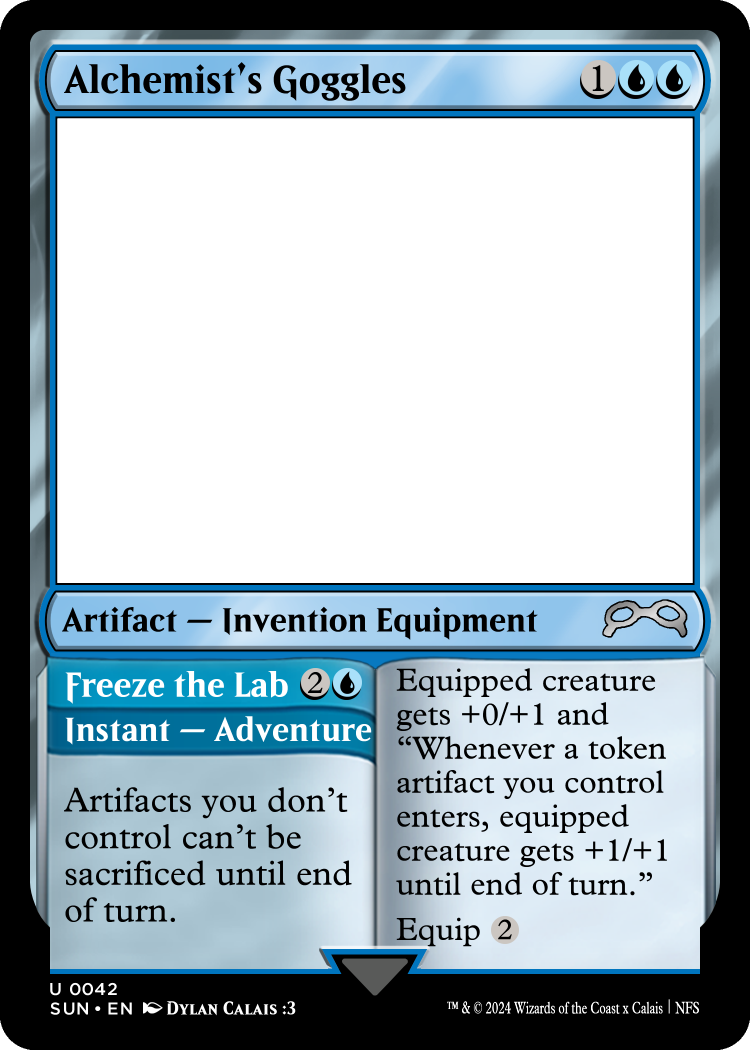 Alchemist's Goggles 1
Artifact — Invention Equipment
Freeze the Lab 2
Instant — Adventure
Artifacts you don't
control can't be
sacrificed until end
of turn.
Equipped creature
gets +0/+1 and
“Whenever a token
artifact you control
enters, equipped
creature gets +1/+1
until end of turn.”
Equip 2
U 0042
SUN • EN Dylan Calais :3
™ & © 2024 Wizards of the Coast x Calais | NFS